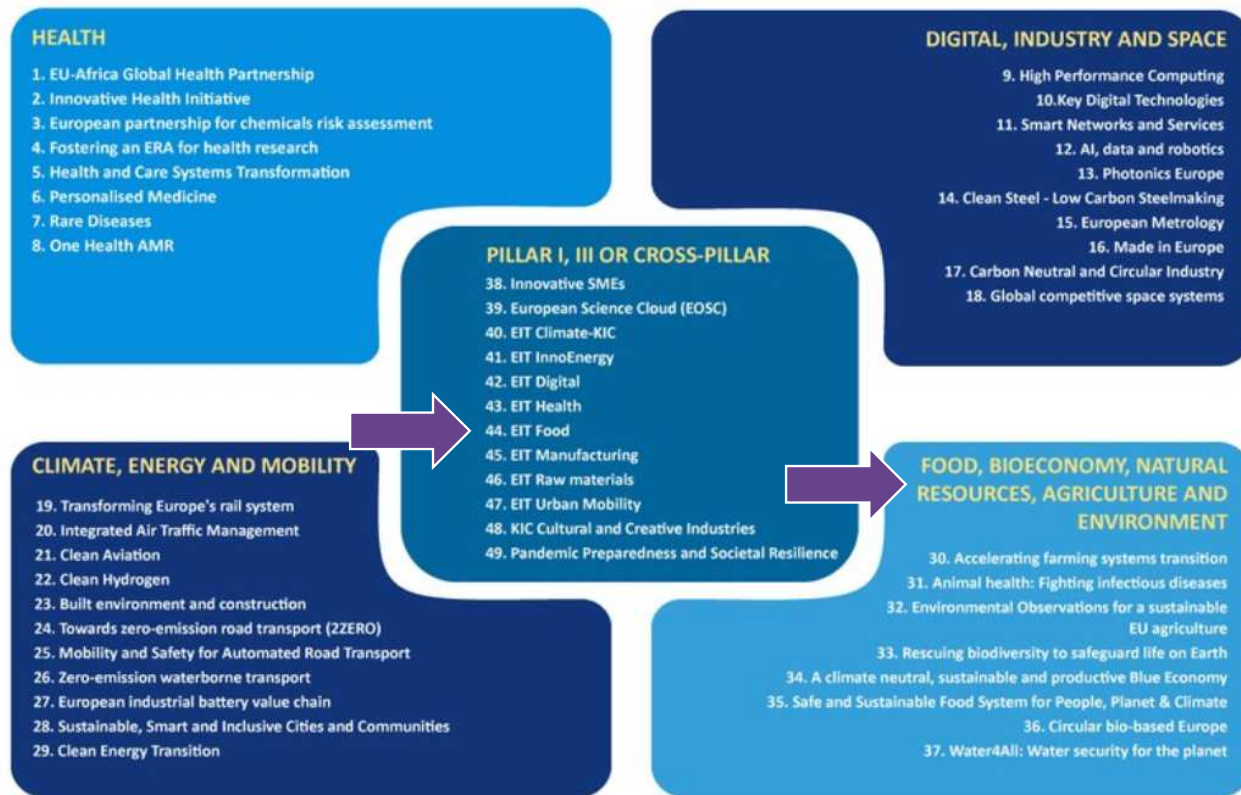 HEALTH
1. EU-Africa Global Health Partnership
2. Innovative Health Initiative
3. European partnership for chemicals risk assessment
4. Fostering an ERA for health research
5. Health and Care Systems Transformation
6. Personalised Medicine
7. Rare Diseases
8. One Health AMR
DIGITAL, INDUSTRY AND SPACE
9. High Performance Computing
10.Key Digital Technologies
11. Smart Networks and Services
12. AI, data and robotics
13. Photonics Europe
14. Clean Steel - Low Carbon Steelmaking
15. European Metrology
16. Made in Europe
17. Carbon Neutral and Circular Industry
18. Global competitive space systems
PILLAR I, III OR CROSS-PILLAR
38. Innovative SMEs
39. European Science Cloud (EOSC)
40. EIT Climate-KIC
41. EIT InnoEnergy
42. EIT Digital
43. EIT Health
44. EIT Food
45. EIT Manufacturing
46. EIT Raw materials
47. EIT Urban Mobility
48. KIC Cultural and Creative Industries
49. Pandemic Preparedness and Societal Resilience
CLIMATE, ENERGY AND MOBILITY
19. Transforming Europe's rail system
20. Integrated Air Traffic Management
21. Clean Aviation
22. Clean Hydrogen
23. Built environment and construction
24. Towards zero-emission road transport (2ZERO)
25. Mobility and Safety for Automated Road Transport
26. Zero-emission waterborne transport
27. European industrial battery value chain
28. Sustainable, Smart and Inclusive Cities and Communities
29. Clean Energy Transition
FOOD, BIOECONOMY, NATURAL
RESOURCES, AGRICULTURE AND
ENVIRONMENT
30. Accelerating farming systems transition
31. Animal health: Fighting infectious diseases
32. Environmental Observations for a sustainable
EU agriculture
33. Rescuing biodiversity to safeguard life on Earth
34. A climate neutral, sustainable and productive Blue Economy
35. Safe and Sustainable Food System for People, Planet & Climate
36. Circular bio-based Europe
37. Water4All: Water security for the planet